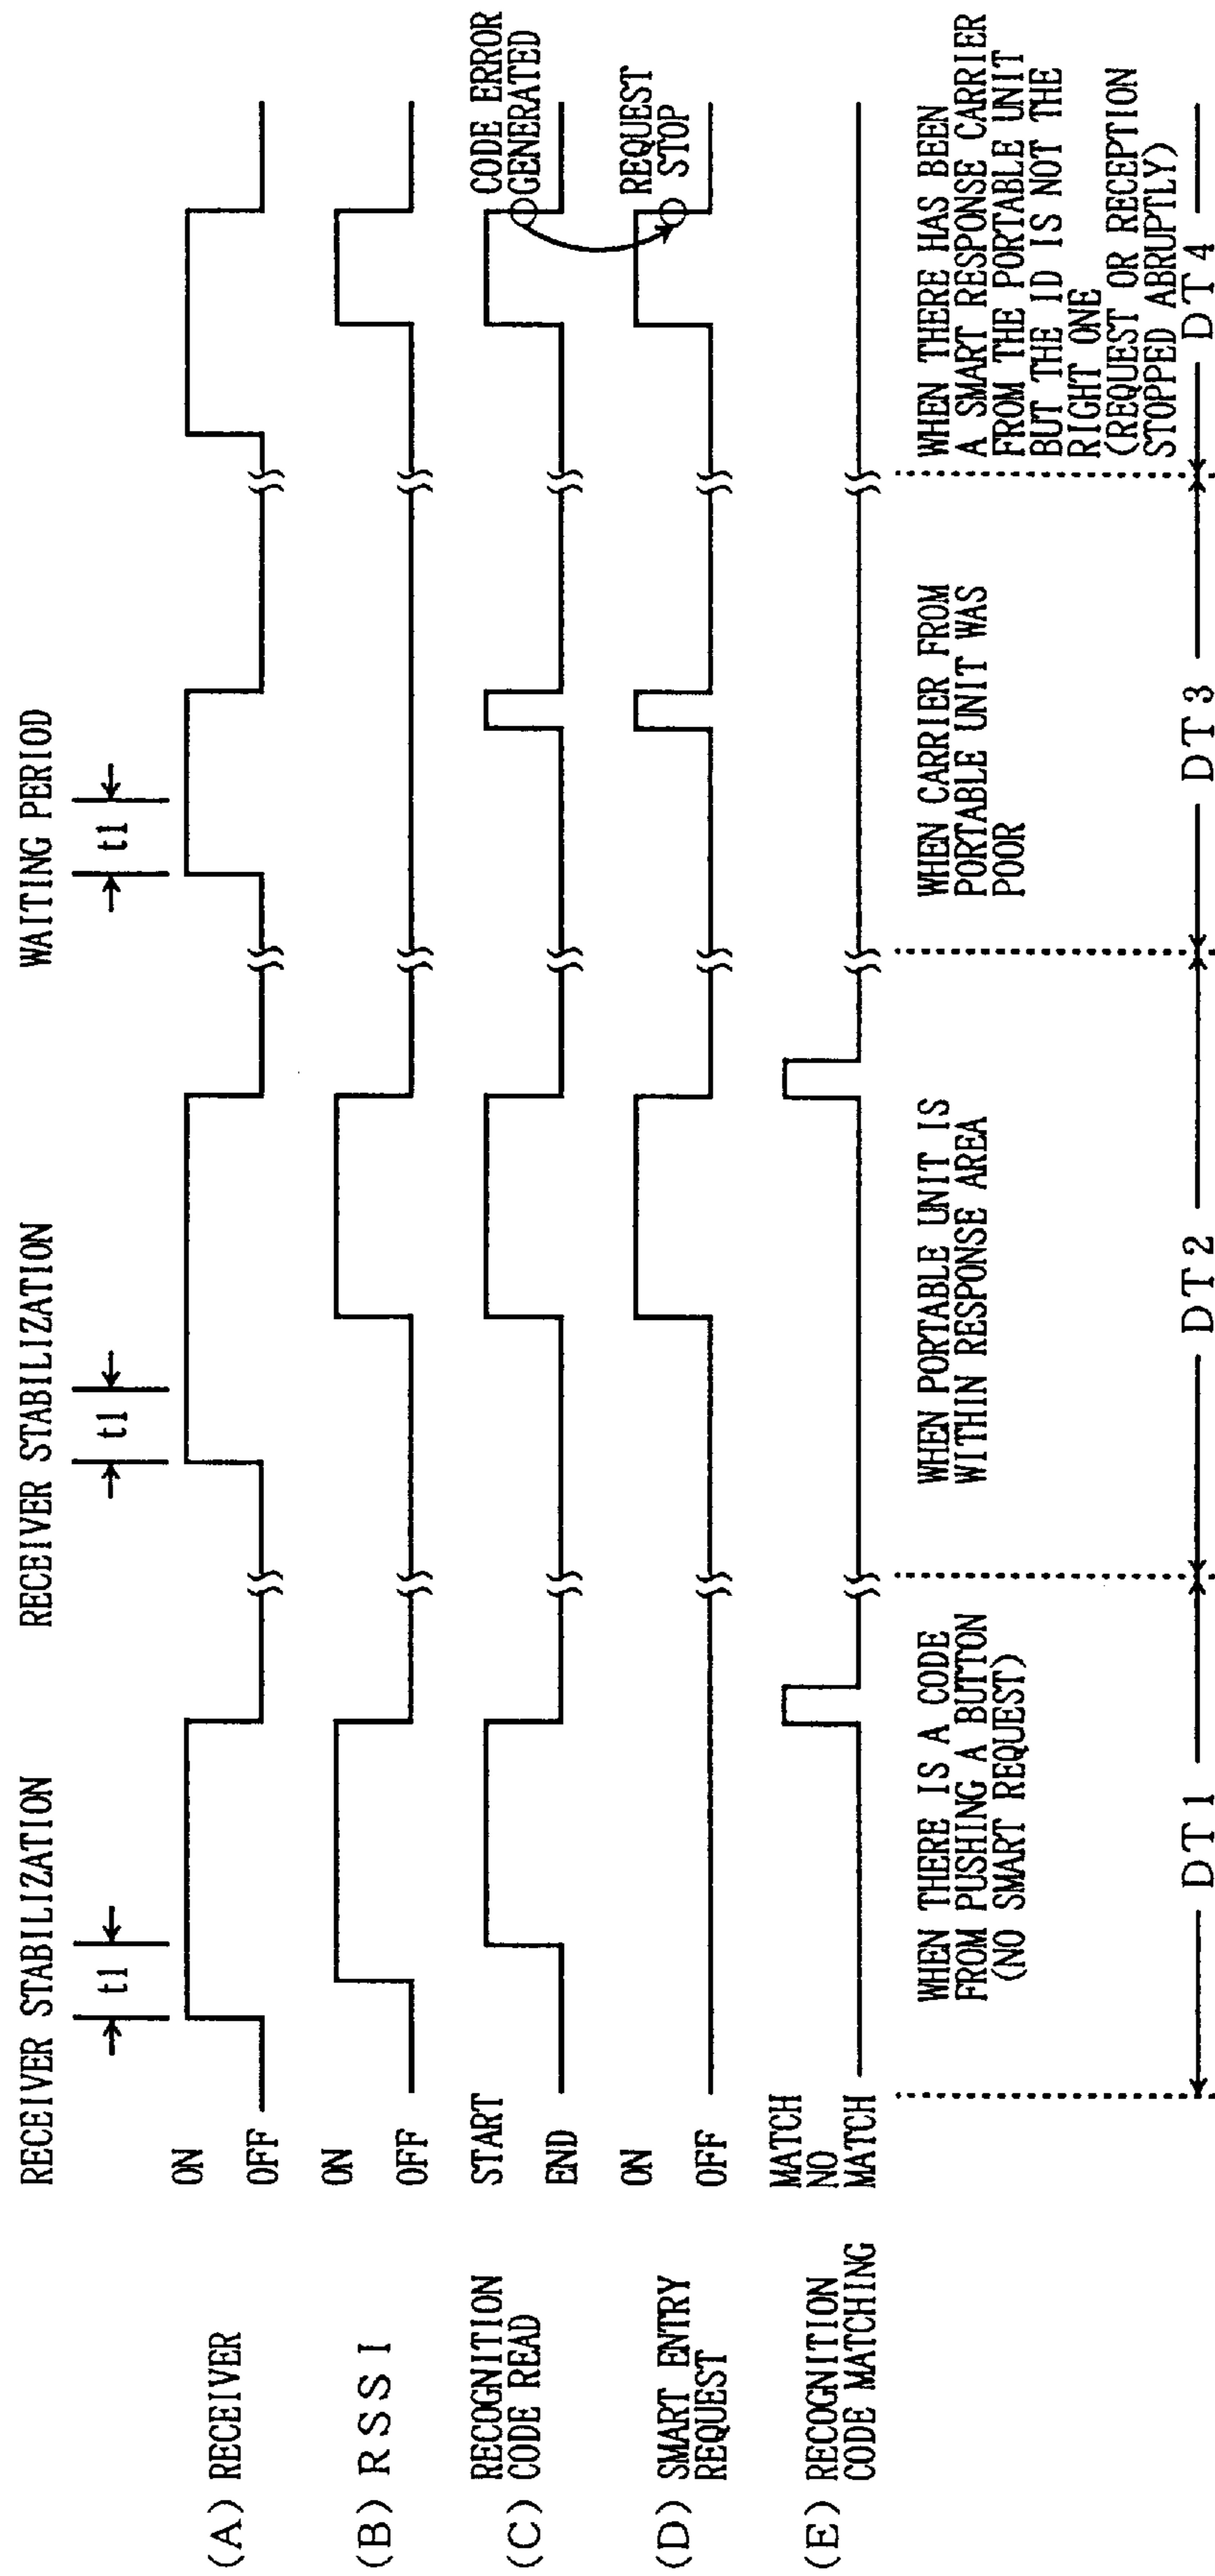 RECEIVER STABILIZATION
RECEIVER STABILIZATION
WAITING PERIOD
t1
t1
t1
(A) RECEIVER
ON
OFF
(B) RSSI
ON
OFF
(C) RECOGNITION
CODE READ
START
END
CODE ERROR
GENERATED
(D) SMART ENTRY
REQUEST
ON
OFF
REQUEST
STOP
(E) RECOGNITION
CODE MATCHING
MATCH
NO
MATCH
WHEN THERE IS A CODE
FROM PUSHING A BUTTON
(NO SMART REQUEST)
WHEN PORTABLE UNIT IS
WITHIN RESPONSE AREA
WHEN CARRIER FROM
PORTABLE UNIT WAS
POOR
WHEN THERE HAS BEEN
A SMART RESPONSE CARRIER
FROM THE PORTABLE UNIT
BUT THE ID IS NOT THE
RIGHT ONE
(REQUEST OR RECEPTION
STOPPED ABRUPTLY)
DT1
DT2
DT3
DT4